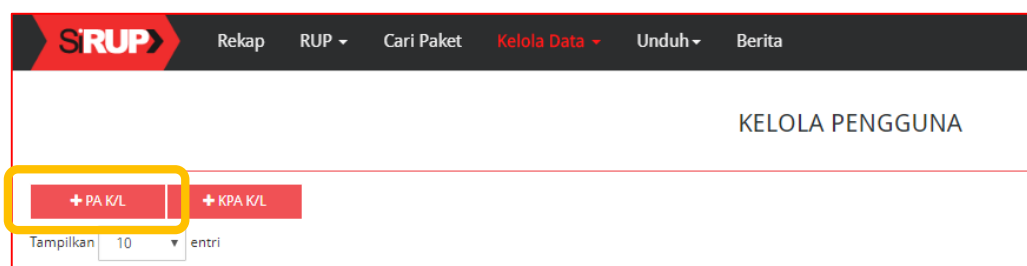 SiRUP Rekap RUP Cari Paket Kelola Data Unduh Berita
KELOLA PENGGUNA
+ PA K/L + KPA K/L
Tampilkan 10 entri